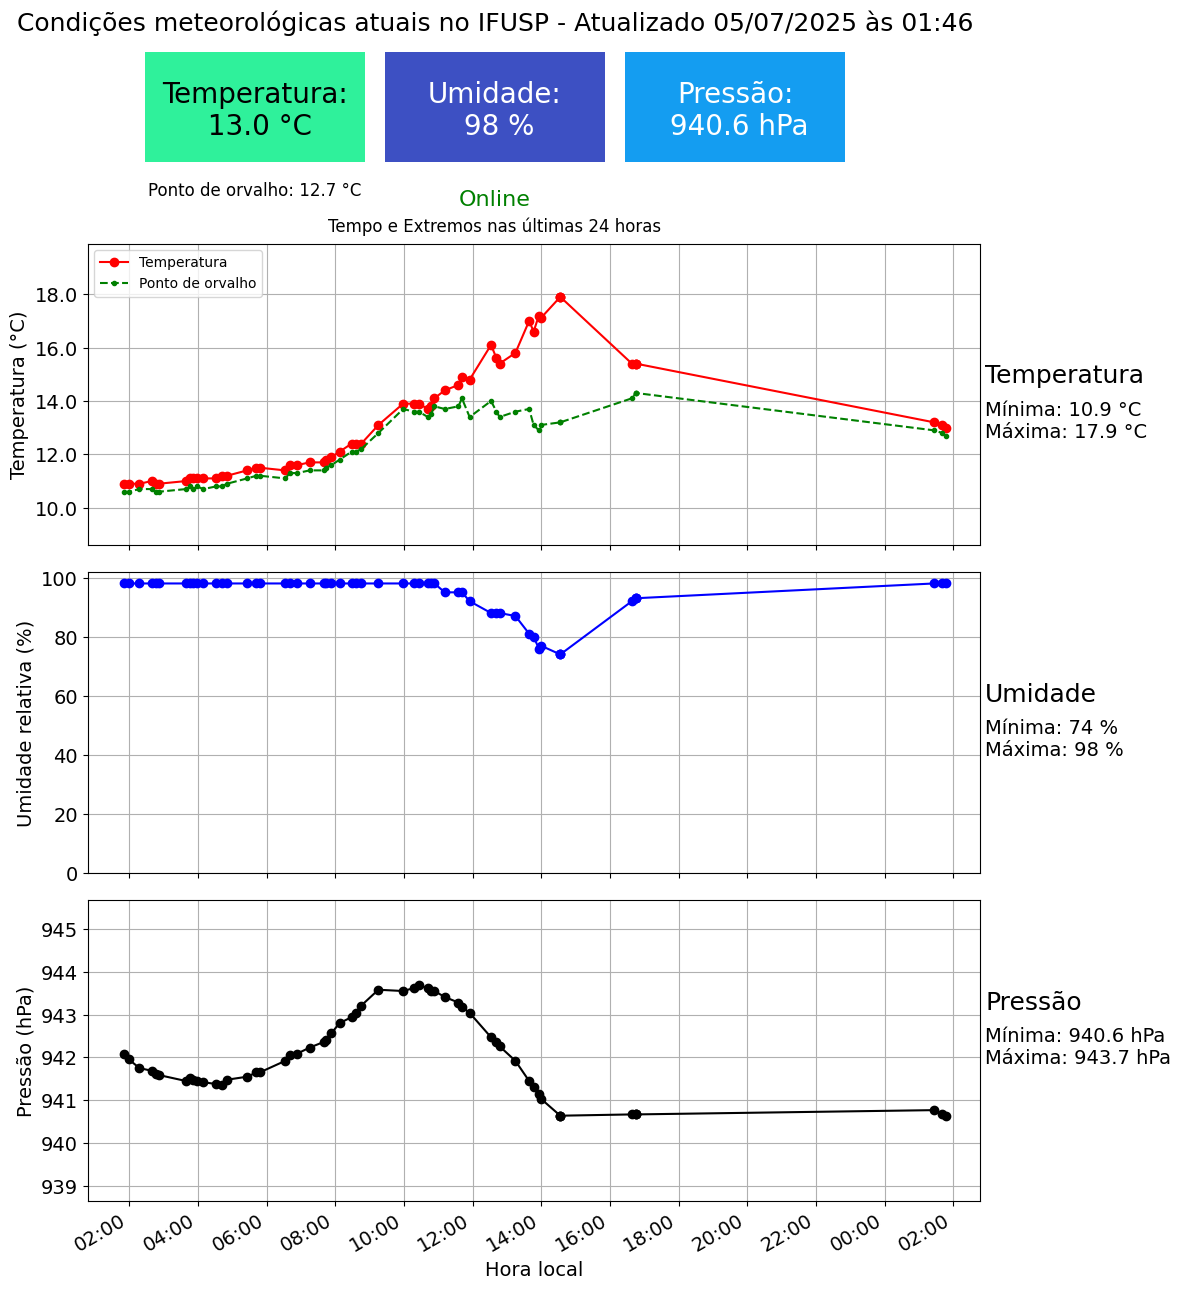 Condições meteorológicas atuais no IFUSP - Atualizado 05/07/2025 às 01:46
Temperatura:
13.0 °C
Umidade:
98 %
Pressão:
940.6 hPa
Ponto de orvalho: 12.7 °C
Online
Tempo e Extremos nas últimas 24 horas
Temperatura
Ponto de orvalho
Temperatura (°C)
18.0
16.0
14.0
12.0
10.0
Temperatura
Mínima: 10.9 °C
Máxima: 17.9 °C
Umidade relativa (%)
100
80
60
40
20
0
Umidade
Mínima: 74 %
Máxima: 98 %
Pressão (hPa)
945
944
943
942
941
940
939
Pressão
Mínima: 940.6 hPa
Máxima: 943.7 hPa
02:00 04:00 06:00 08:00 10:00 12:00 14:00 16:00 18:00 20:00 22:00 00:00 02:00
Hora local